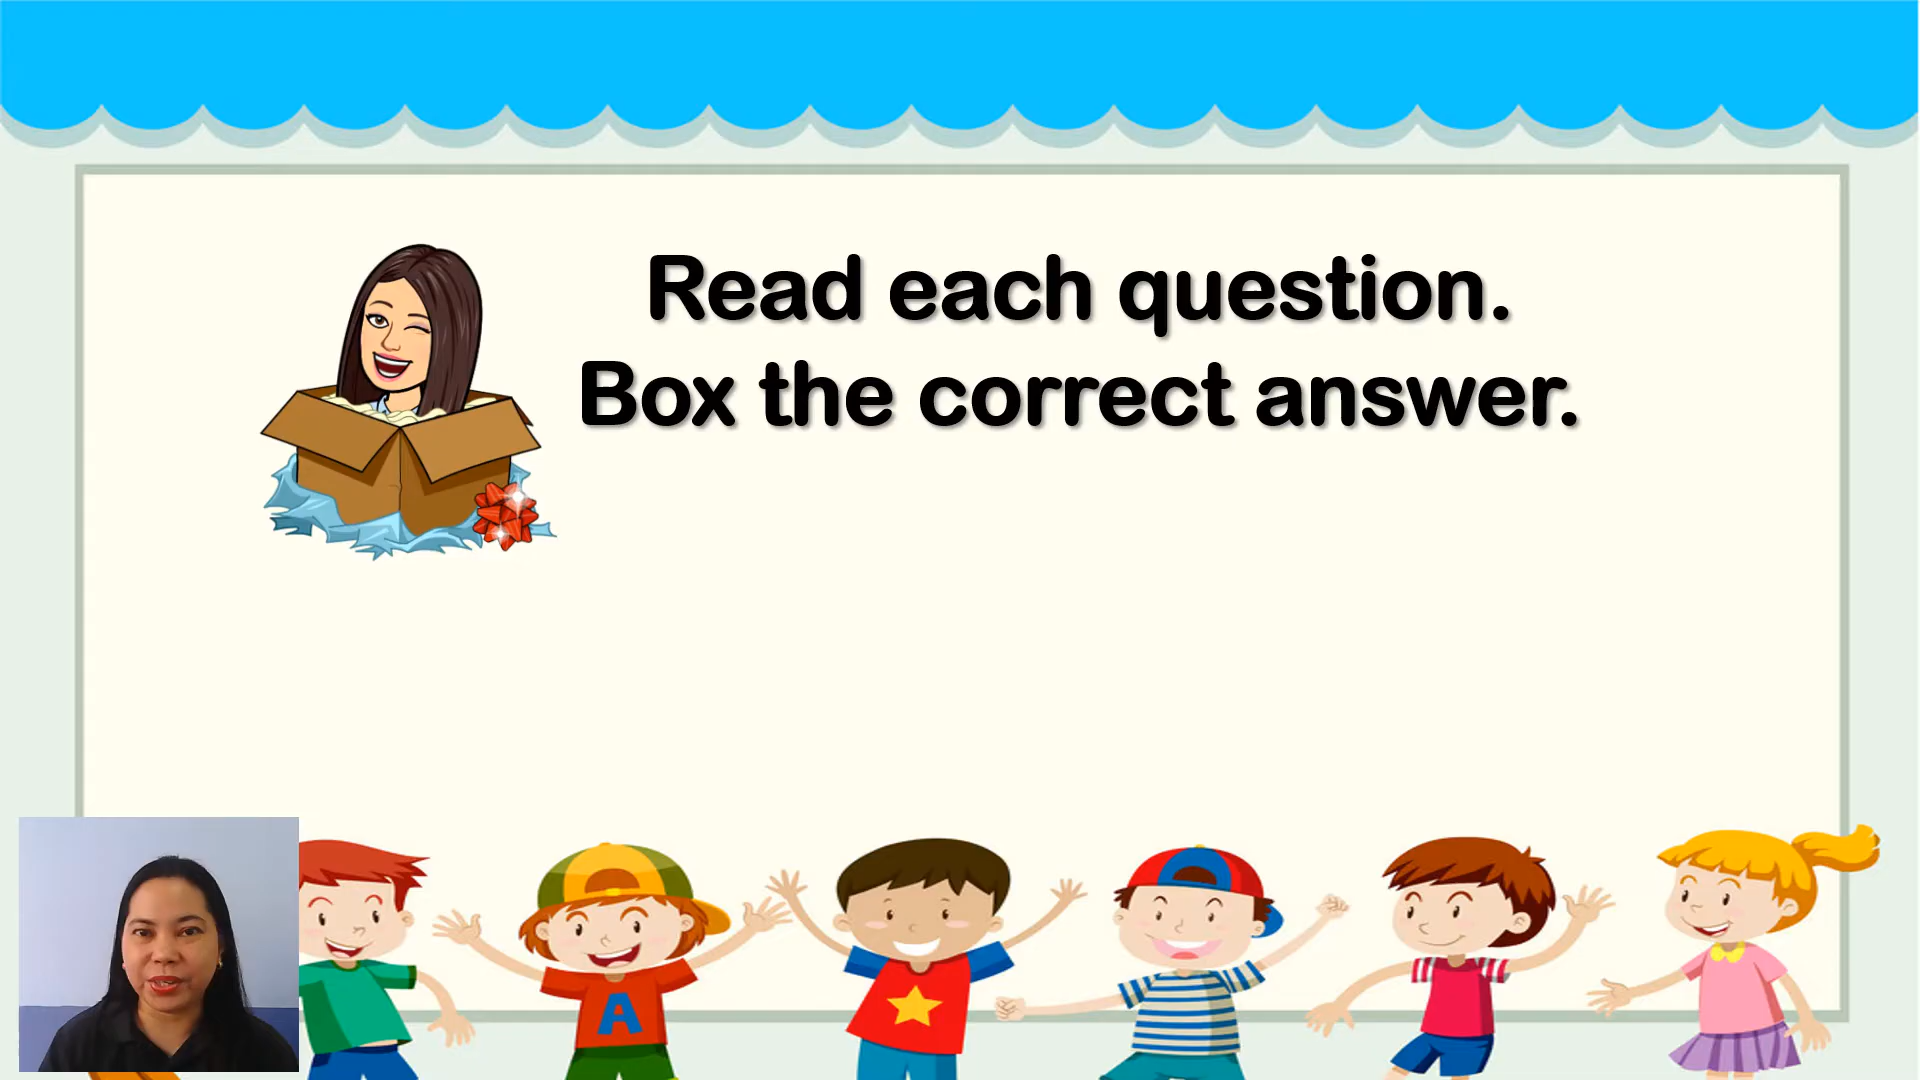 Read each question.
Box the correct answer.
A